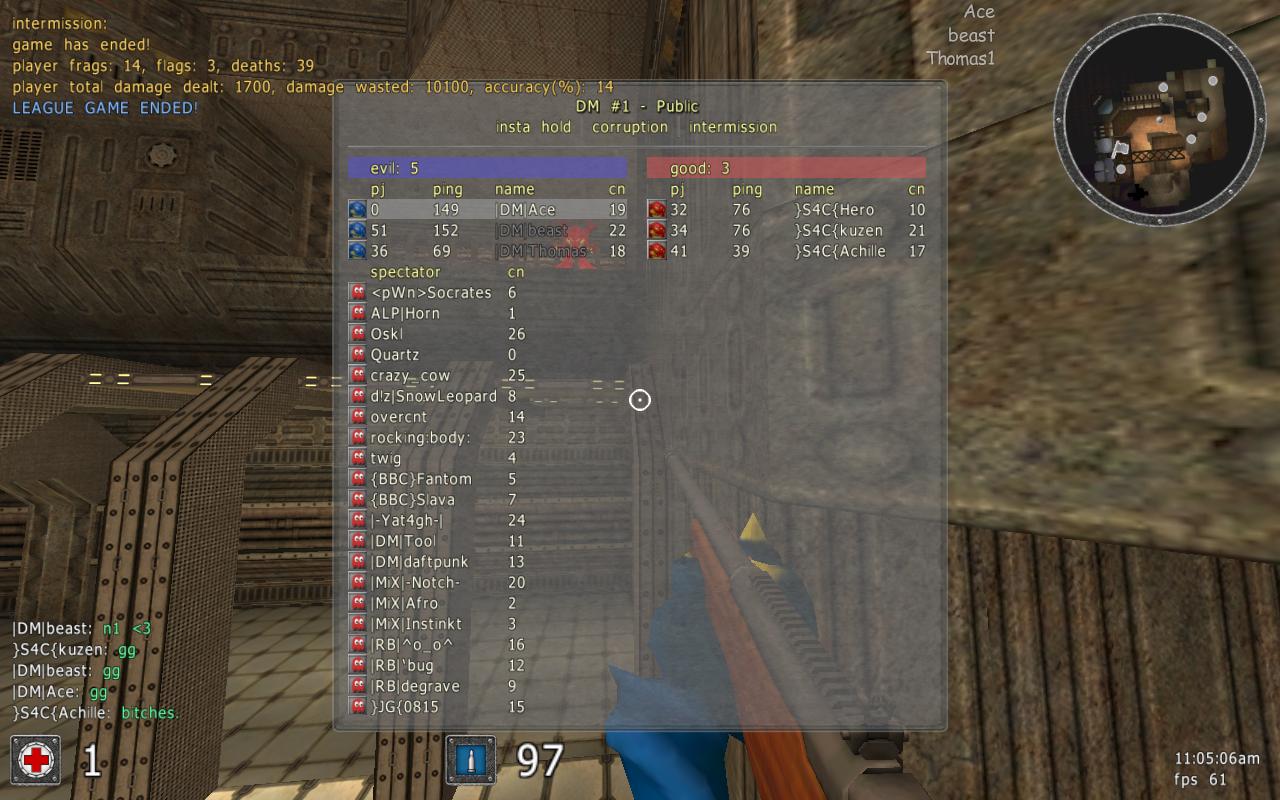 intermission:
game has ended!
player frags: 14, flags: 3, deaths: 39
player total damage dealt: 1700, damage wasted: 10100, accuracy(%): 14
LEAGUE GAME ENDED!
Ace
beast
Thomas1
DM #1 - Public
insta hold corruption intermission
evil: 5 good: 3
pj ping name cn pj ping name cn
0 149 |DM|Ace 19 32 76 }S4C{Hero 10
51 152 |DM|beast 22 34 76 }S4C{kuzen 21
36 69 |DM|Thomas 18 41 39 }S4C{Achille 17
spectator cn
<pWn>Socrates 6
ALP|Horn 1
Oskl 26
Quartz 0
crazy_cow 25
d!z|SnowLeopard 8
overcnt 14
rocking:body: 23
twig 4
{BBC}Fantom 5
{BBC}Slava 7
|-Yat4gh-| 24
|DM|Tool 11
|DM|daftpunk 13
|MiX|-Notch- 20
|MiX|Afro 2
|MiX|Instinkt 3
|RB|^o_o^ 16
|RB|'bug 12
|RB|degrave 9
}JG{0815 15
|DM|beast: n1 <3
}S4C{kuzen: gg
|DM|beast: gg
|DM|Ace: gg
}S4C{Achille: bitches.
1
97
11:05:06am
fps 61